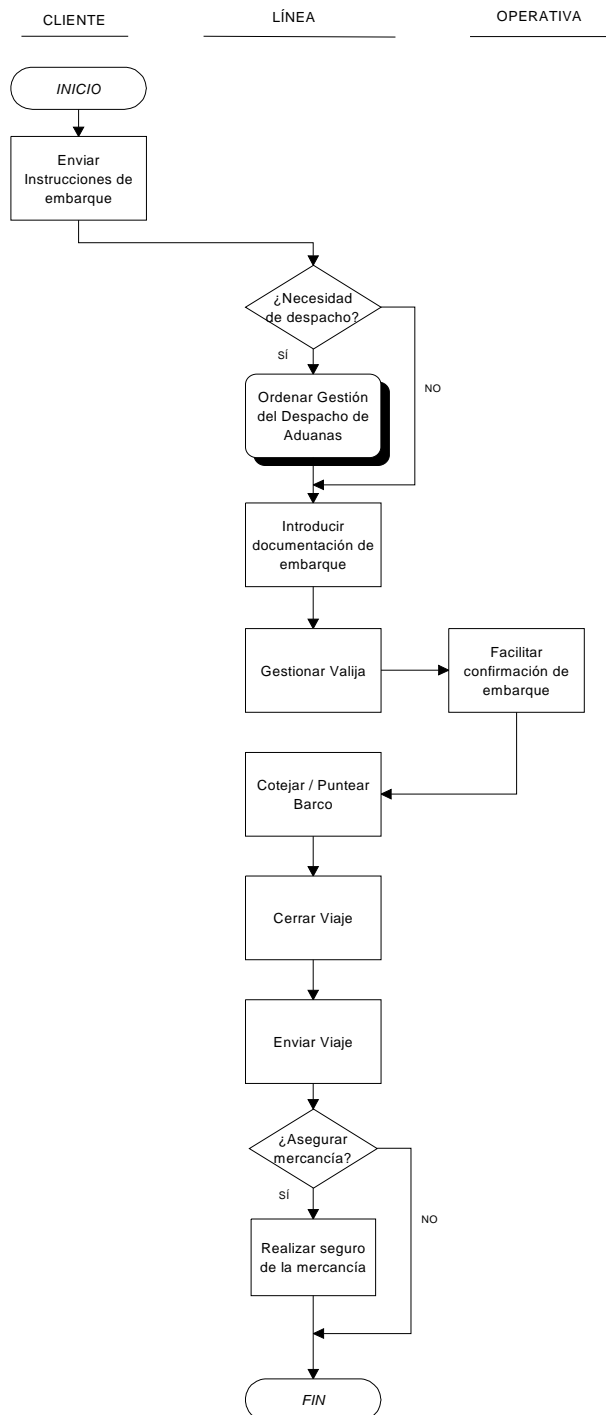 CLIENTE
LÍNEA
OPERATIVA
INICIO
Enviar
Instrucciones de
embarque
¿Necesidad
de despacho?
SÍ
NO
Ordenar Gestión
del Despacho de
Aduanas
Introducir
documentación de
embarque
Gestionar Valija
Facilitar
confirmación de
embarque
Cotejar / Puntear
Barco
Cerrar Viaje
Enviar Viaje
¿Asegurar
mercancía?
SÍ
NO
Realizar seguro
de la mercancía
FIN